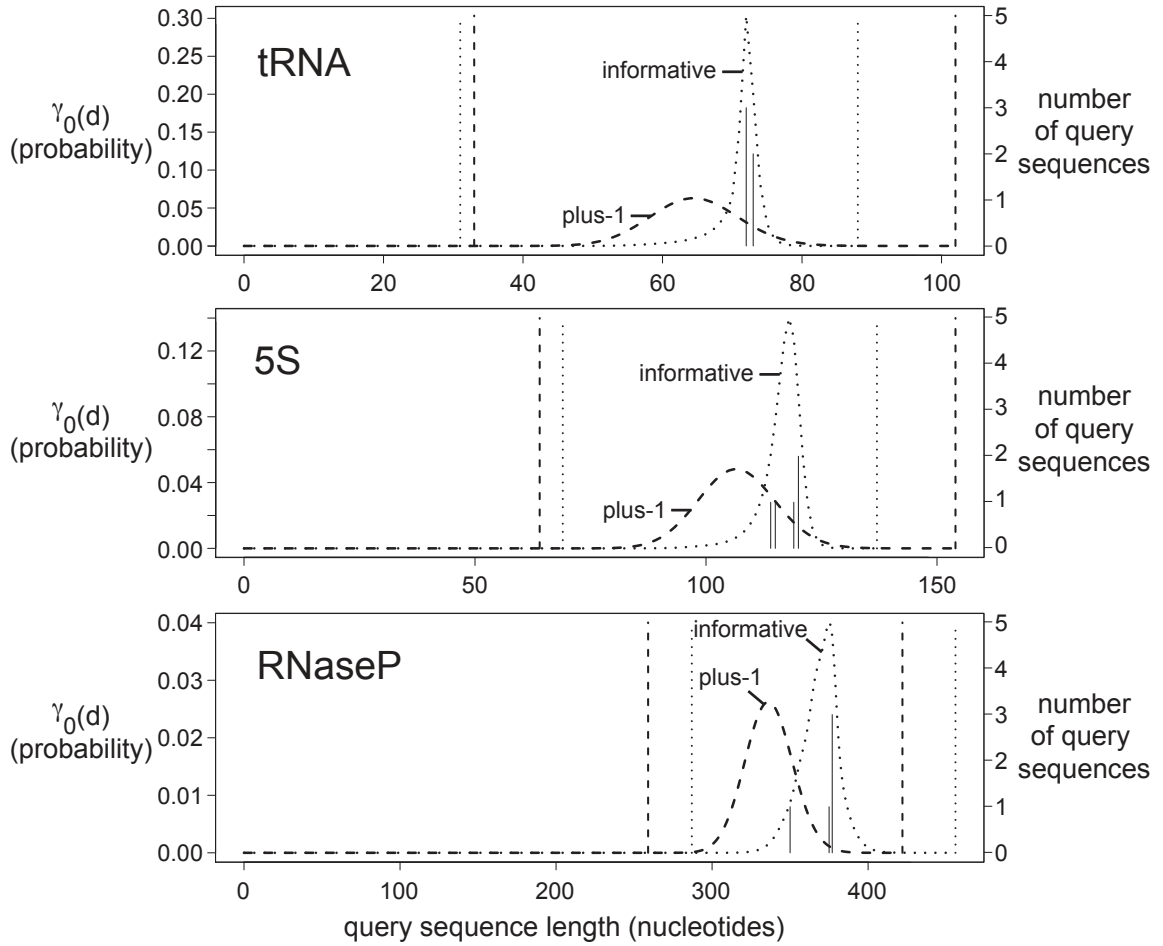 tRNA
γ0(d)
(probability)
0.30
0.25
0.20
0.15
0.10
0.05
0.00
informative
plus-1
5
4
3
2
1
0
number
of query
sequences
0 20 40 60 80 100
5S
γ0(d)
(probability)
0.12
0.08
0.04
0.00
informative
plus-1
5
4
3
2
1
0
number
of query
sequences
0 50 100 150
RNaseP
γ0(d)
(probability)
0.04
0.03
0.02
0.01
0.00
informative
plus-1
5
4
3
2
1
0
number
of query
sequences
0 100 200 300 400
query sequence length (nucleotides)